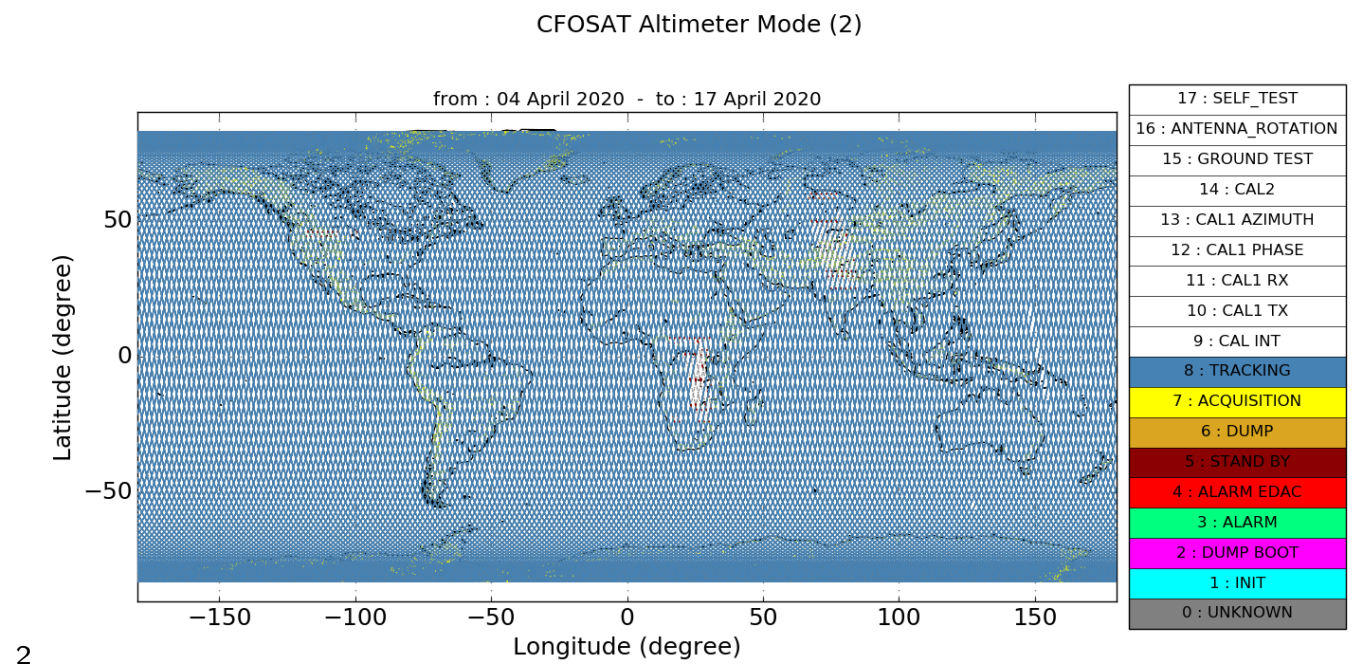 CFOSAT Altimeter Mode (2)
from : 04 April 2020 - to : 17 April 2020
17 : SELF_TEST
16 : ANTENNA_ROTATION
15 : GROUND TEST
14 : CAL2
13 : CAL1 AZIMUTH
12 : CAL1 PHASE
11 : CAL1 RX
10 : CAL1 TX
9 : CAL INT
8 : TRACKING
7 : ACQUISITION
6 : DUMP
5 : STAND BY
4 : ALARM EDAC
3 : ALARM
2 : DUMP BOOT
1 : INIT
0 : UNKNOWN
Latitude (degree)
50
0
−50
−150 −100 −50 0 50 100 150
Longitude (degree)
2